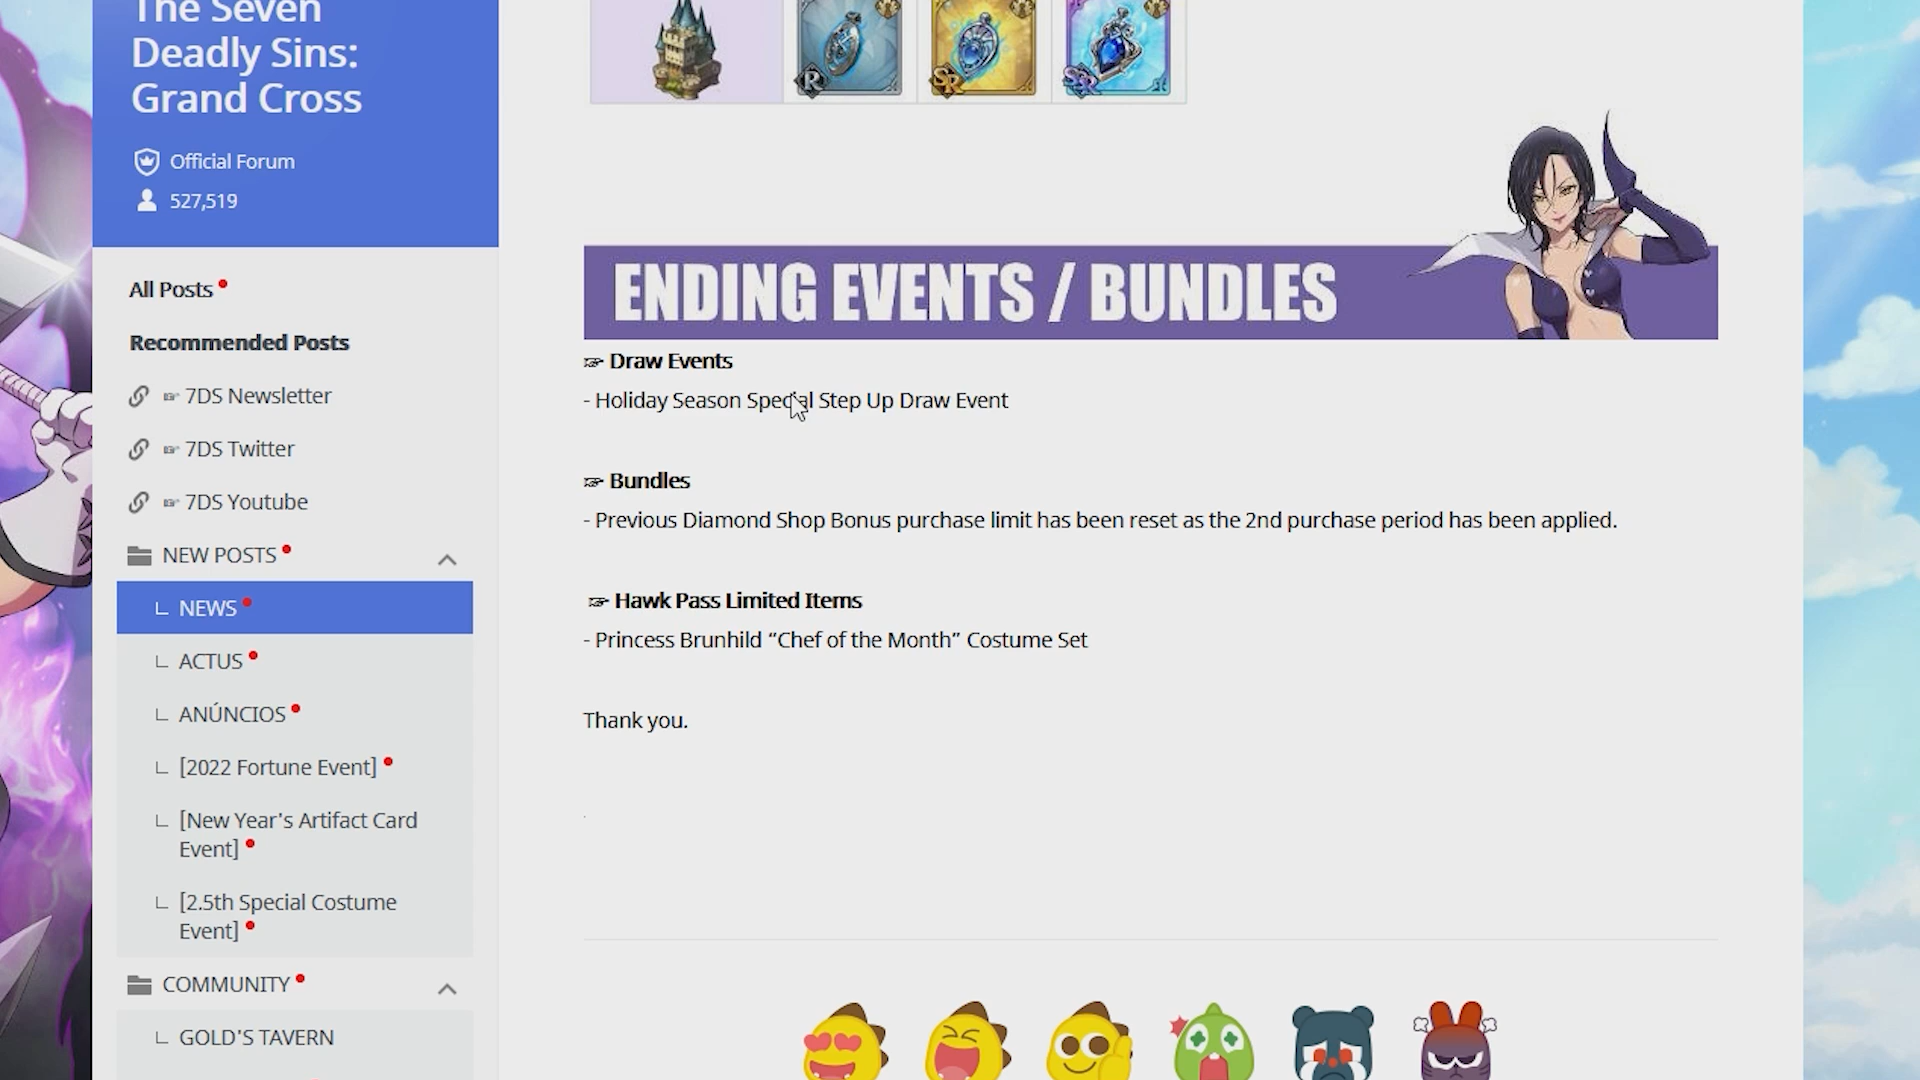 The Seven
Deadly Sins:
Grand Cross
Official Forum
527,519
All Posts
Recommended Posts
☞ 7DS Newsletter
☞ 7DS Twitter
☞ 7DS Youtube
NEW POSTS
NEWS
ACTUS
ANÚNCIOS
[2022 Fortune Event]
[New Year's Artifact Card
Event]
[2.5th Special Costume
Event]
COMMUNITY
GOLD'S TAVERN
R SR SSR
ENDING EVENTS / BUNDLES
☞ Draw Events
- Holiday Season Special Step Up Draw Event
☞ Bundles
- Previous Diamond Shop Bonus purchase limit has been reset as the 2nd purchase period has been applied.
☞ Hawk Pass Limited Items
- Princess Brunhild “Chef of the Month” Costume Set
Thank you.
.